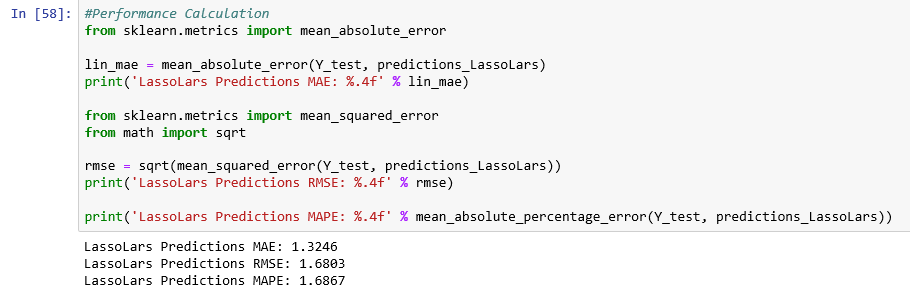 In [58]: #Performance Calculation
from sklearn.metrics import mean_absolute_error
lin_mae = mean_absolute_error(Y_test, predictions_LassoLars)
print('LassoLars Predictions MAE: %.4f' % lin_mae)
from sklearn.metrics import mean_squared_error
from math import sqrt
rmse = sqrt(mean_squared_error(Y_test, predictions_LassoLars))
print('LassoLars Predictions RMSE: %.4f' % rmse)
print('LassoLars Predictions MAPE: %.4f' % mean_absolute_percentage_error(Y_test, predictions_LassoLars))
LassoLars Predictions MAE: 1.3246
LassoLars Predictions RMSE: 1.6803
LassoLars Predictions MAPE: 1.6867